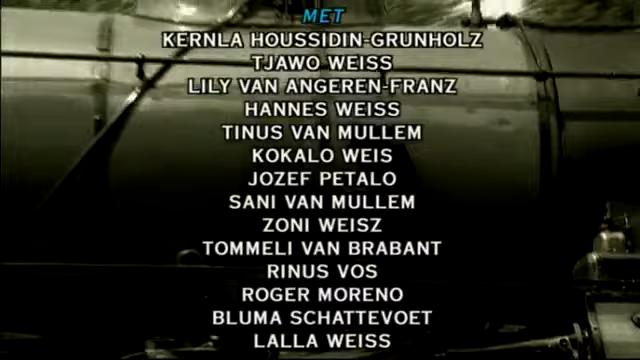 MET
KERNLA HOUSSIDIN-GRUNHOLZ
TJAWO WEISS
LILY VAN ANGEREN-FRANZ
HANNES WEISS
TINUS VAN MULLEM
KOKALO WEIS
JOZEF PETALO
SANI VAN MULLEM
ZONI WEISZ
TOMMELI VAN BRABANT
RINUS VOS
ROGER MORENO
BLUMA SCHATTEVOET
LALLA WEISS